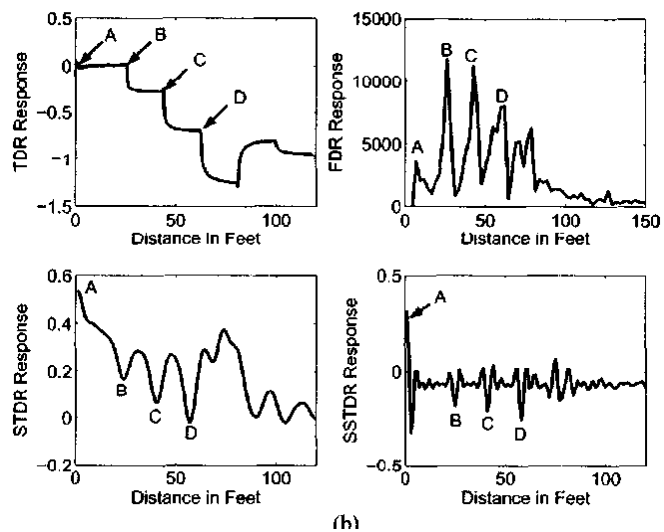 A
B
C
D
TDR Response
0
−0.5
−1
−1.5
0
50
100
Distance in Feet
A
B
C
D
FDR Response
15000
10000
5000
0
0
50
100
150
Distance in Feet
A
B
C
D
STDR Response
0.6
0.4
0.2
0
−0.2
0
50
100
Distance in Feet
A
B
C
D
SSTDR Response
0.5
0
−0.5
0
50
100
Distance in Feet
(b)